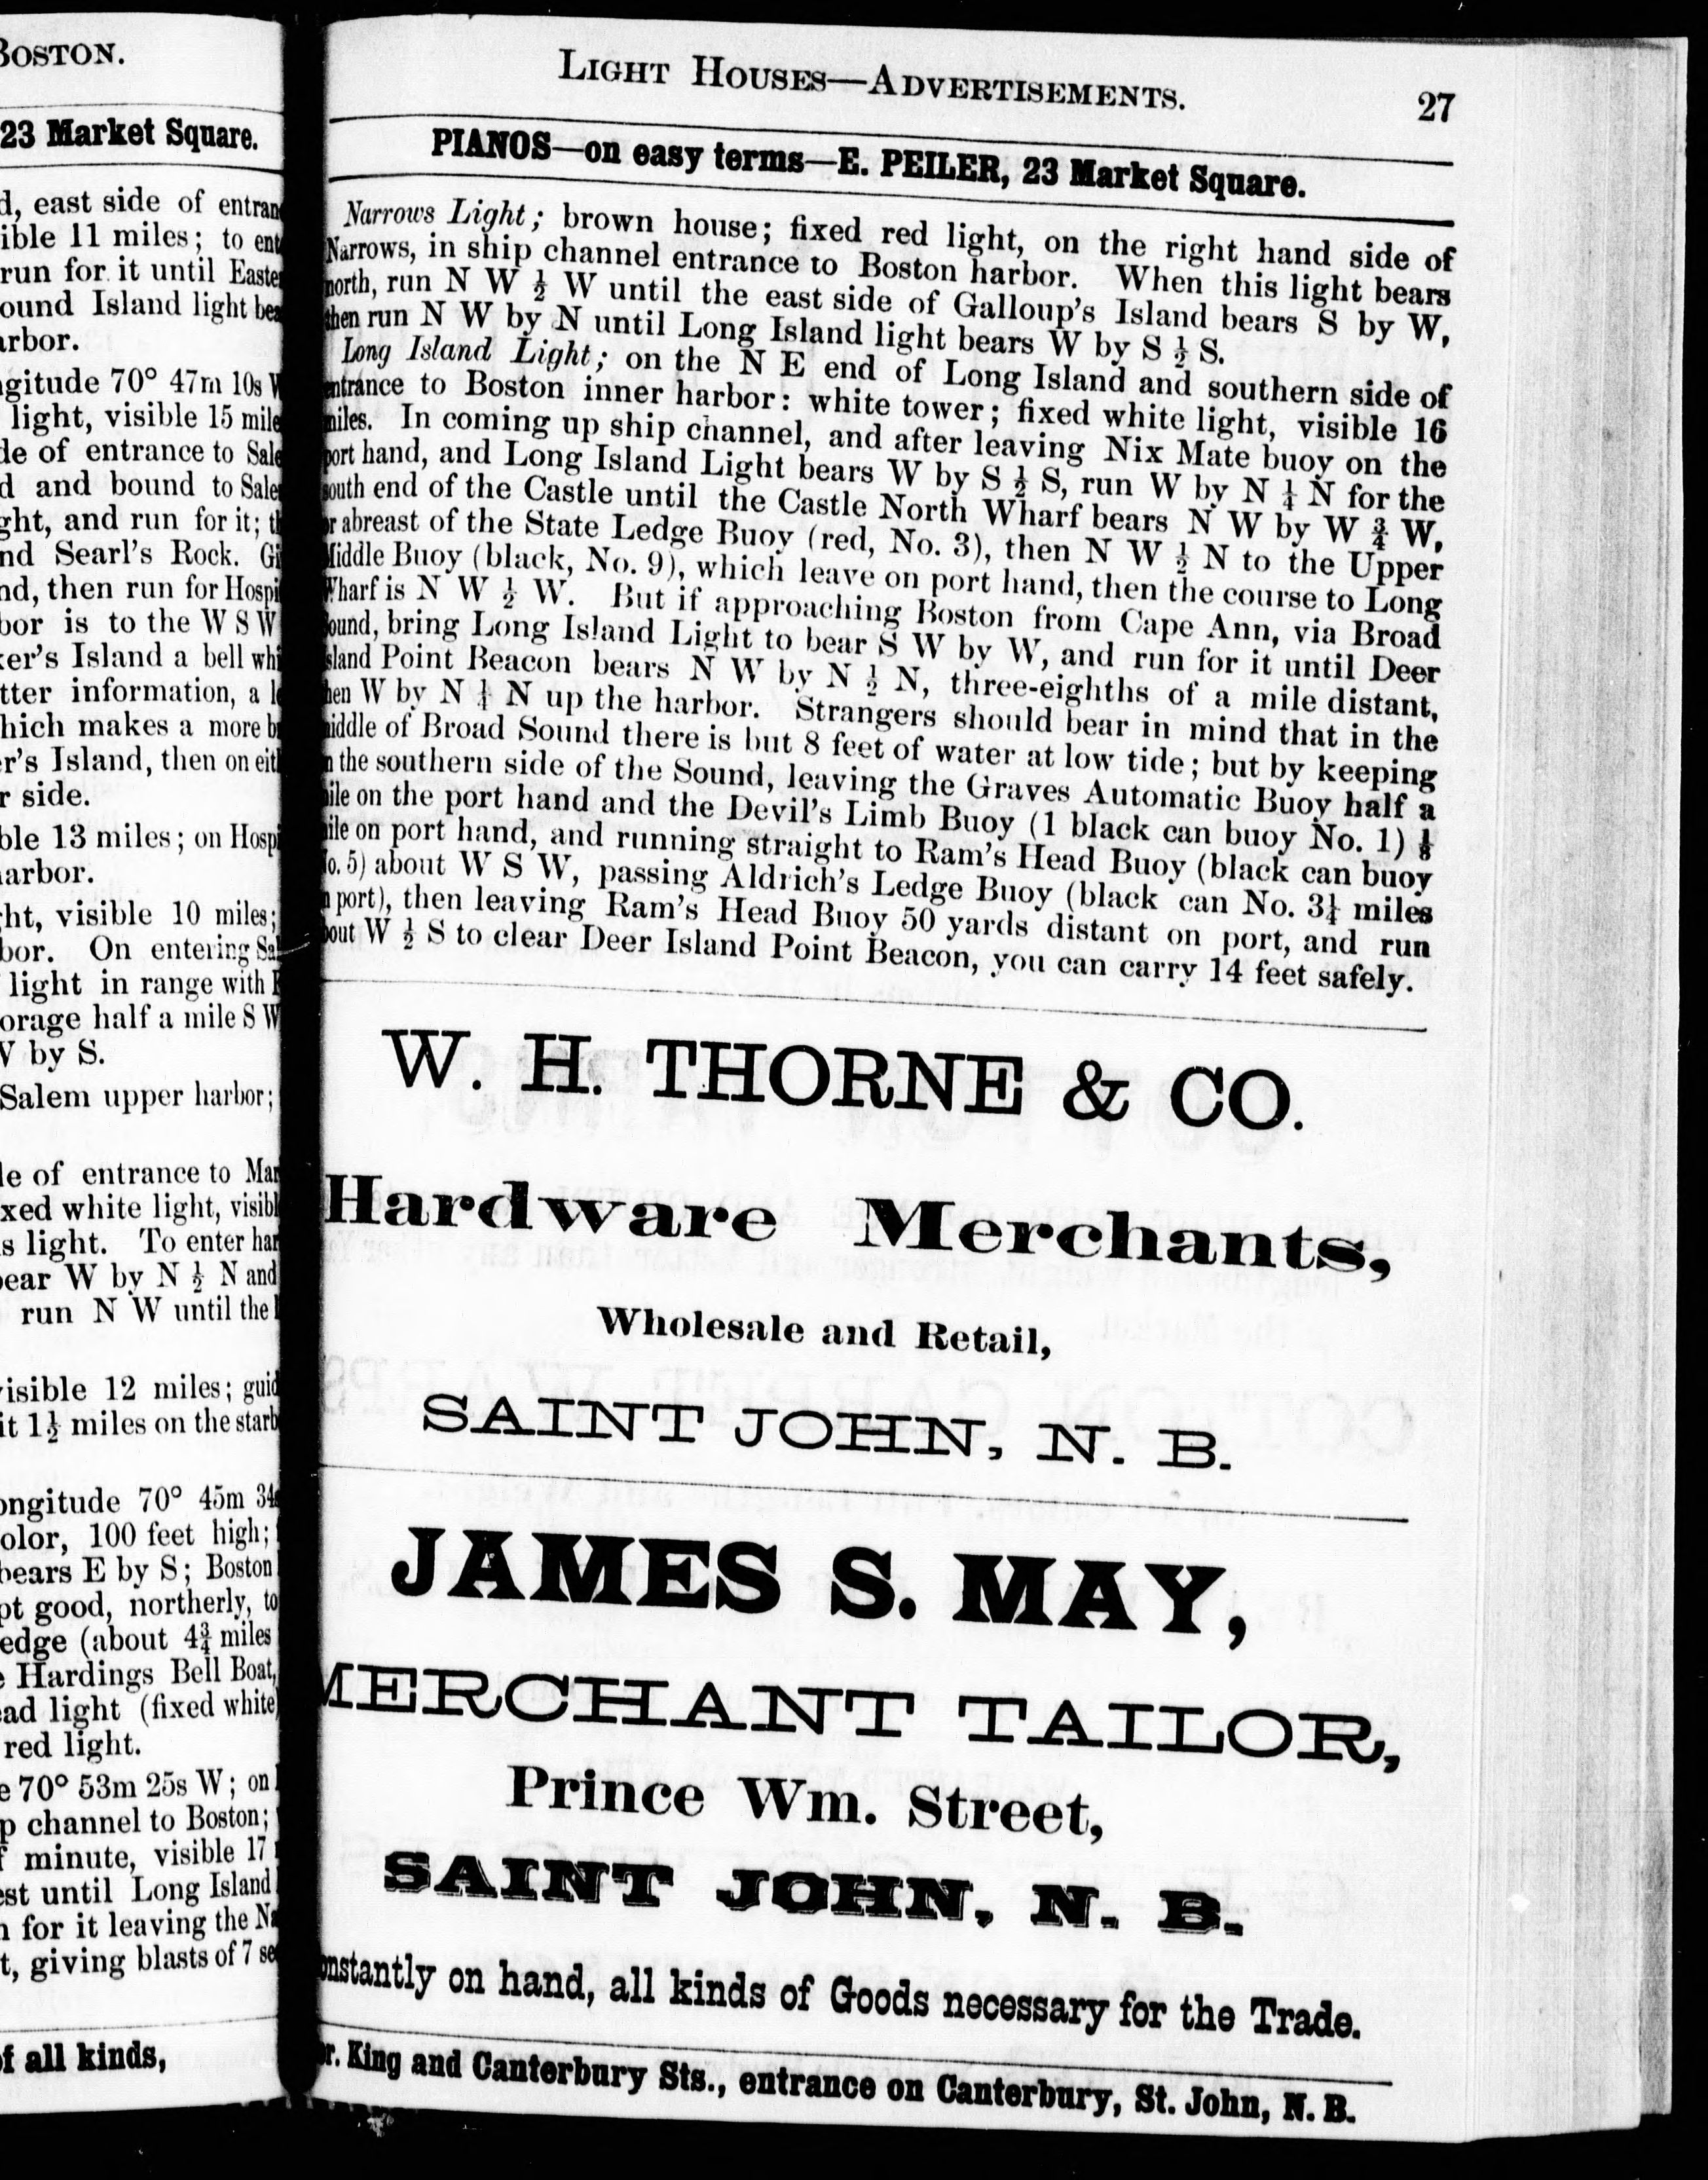 BOSTON.
23 Market Square.
d, east side of entran
ible 11 miles; to ent
run for it until Easte
ound Island light bea
arbor.
gitude 70° 47m 10s W
light, visible 15 mile
de of entrance to Sale
d and bound to Sale
ght, and run for it; th
nd Searl's Rock. Gi
nd, then run for Hospi
bor is to the W S W
ker's Island a bell whi
tter information, a l
hich makes a more b
r's Island, then on eit
r side.
ble 13 miles; on Hospi
arbor.
ht, visible 10 miles;
bor. On entering Sal
light in range with
orage half a mile S W
W by S.
Salem upper harbor;
le of entrance to Mar
xed white light, visibl
s light. To enter har
bear W by N ½ N and
run N W until the
visible 12 miles; guid
it 1½ miles on the starb
ongitude 70° 45m 34s
olor, 100 feet high;
bears E by S; Boston
pt good, northerly, to
edge (about 4¾ miles
e Hardings Bell Boat,
ad light (fixed white
red light.
e 70° 53m 25s W; on
p channel to Boston;
f minute, visible 17
est until Long Island
n for it leaving the Na
t, giving blasts of 7 se
of all kinds,
LIGHT HOUSES—ADVERTISEMENTS. 27
PIANOS—on easy terms—E. PEILER, 23 Market Square.
Narrows Light; brown house; fixed red light, on the right hand side of
Narrows, in ship channel entrance to Boston harbor. When this light bears
north, run N W ½ W until the east side of Galloup's Island bears S by W,
then run N W by N until Long Island light bears W by S ½ S.
Long Island Light; on the N E end of Long Island and southern side of
entrance to Boston inner harbor: white tower; fixed white light, visible 16
miles. In coming up ship channel, and after leaving Nix Mate buoy on the
port hand, and Long Island Light bears W by S ½ S, run W by N ¼ N for the
south end of the Castle until the Castle North Wharf bears N W by W ¾ W,
or abreast of the State Ledge Buoy (red, No. 3), then N W ½ N to the Upper
Middle Buoy (black, No. 9), which leave on port hand, then the course to Long
Wharf is N W ½ W. But if approaching Boston from Cape Ann, via Broad
Sound, bring Long Island Light to bear S W by W, and run for it until Deer
Island Point Beacon bears N W by N ½ N, three-eighths of a mile distant,
then W by N ¼ N up the harbor. Strangers should bear in mind that in the
middle of Broad Sound there is but 8 feet of water at low tide; but by keeping
n the southern side of the Sound, leaving the Graves Automatic Buoy half a
mile on the port hand and the Devil's Limb Buoy (1 black can buoy No. 1) ⅛
mile on port hand, and running straight to Ram's Head Buoy (black can buoy
No. 5) about W S W, passing Aldrich's Ledge Buoy (black can No. 3¼ miles
n port), then leaving Ram's Head Buoy 50 yards distant on port, and run
bout W ½ S to clear Deer Island Point Beacon, you can carry 14 feet safely.
W. H. THORNE & CO.
Hardware Merchants,
Wholesale and Retail,
SAINT JOHN, N. B.
JAMES S. MAY,
MERCHANT TAILOR,
Prince Wm. Street,
SAINT JOHN, N. B.
onstantly on hand, all kinds of Goods necessary for the Trade.
or. King and Canterbury Sts., entrance on Canterbury, St. John, N. B.